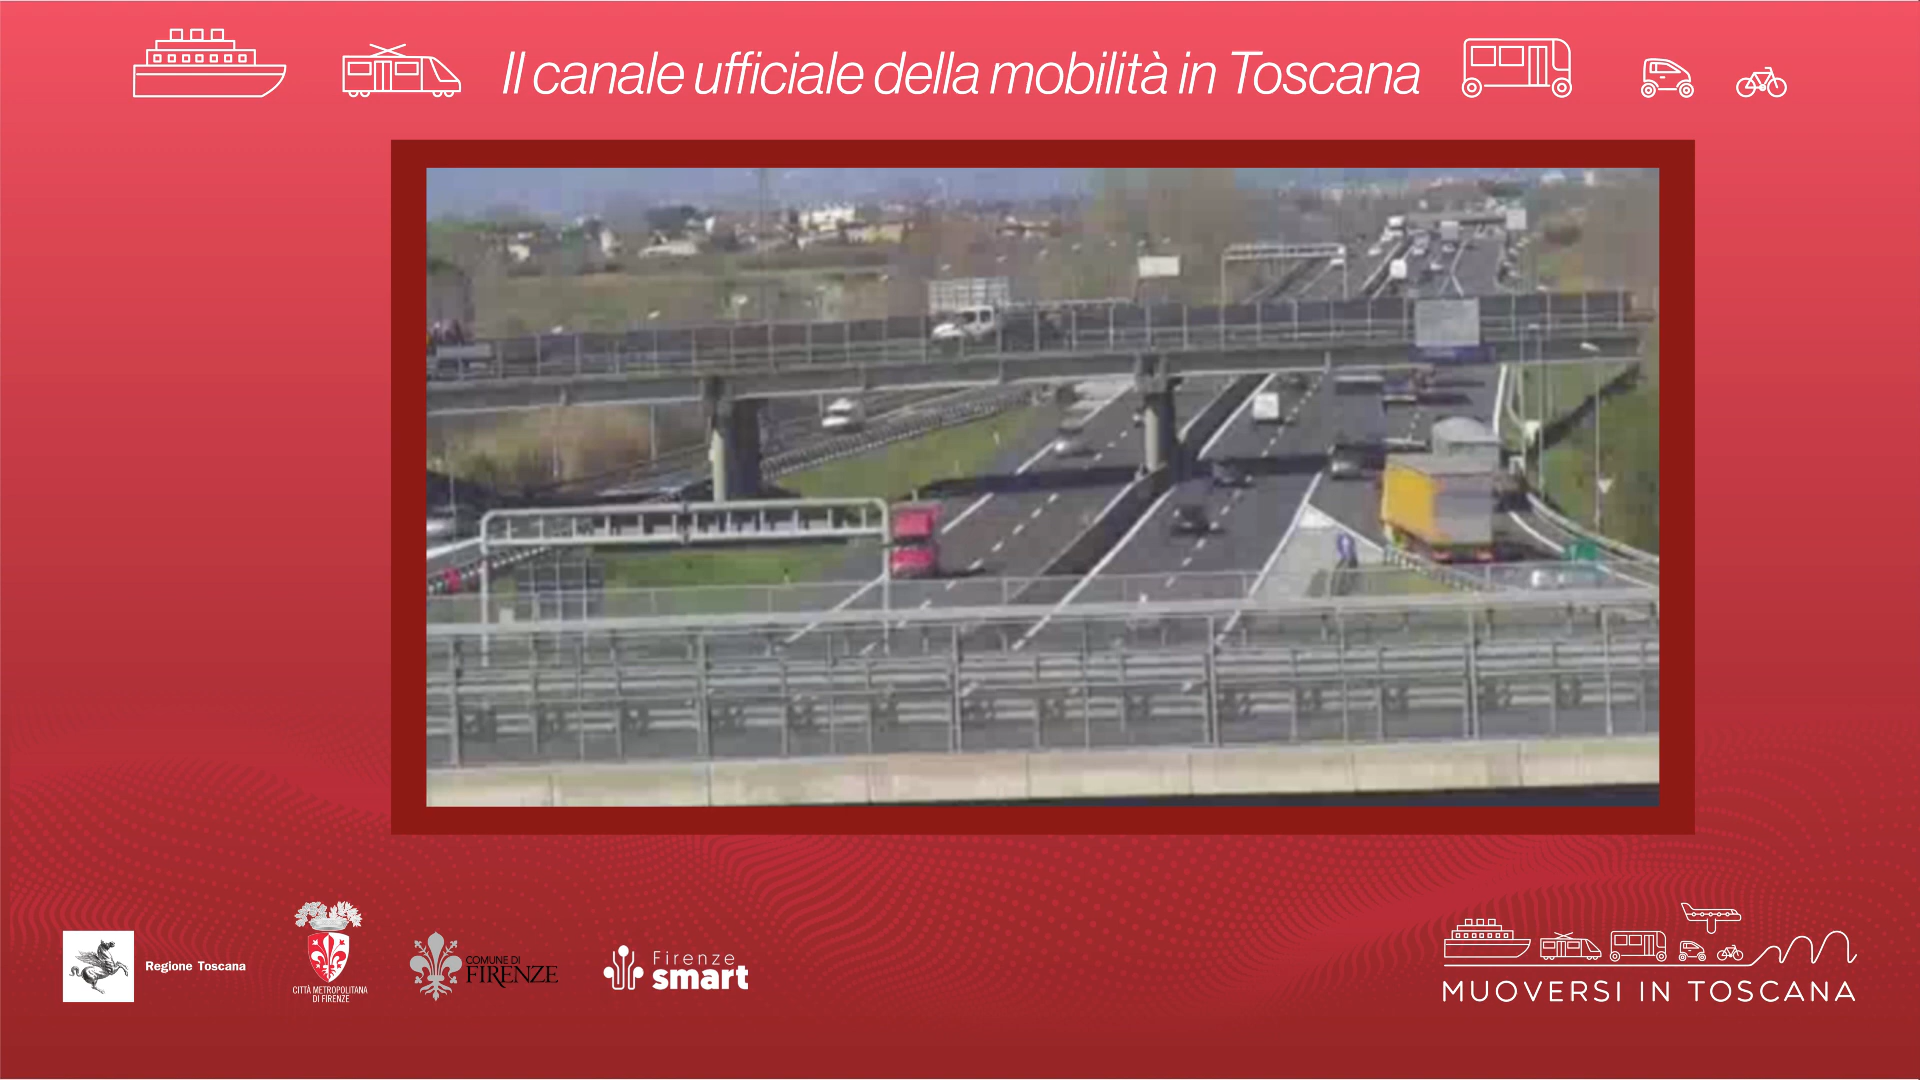 Il canale ufficiale della mobilità in Toscana
Regione Toscana
CITTÀ METROPOLITANA
DI FIRENZE
COMUNE DI
FIRENZE
Firenze
smart
MUOVERSI IN TOSCANA